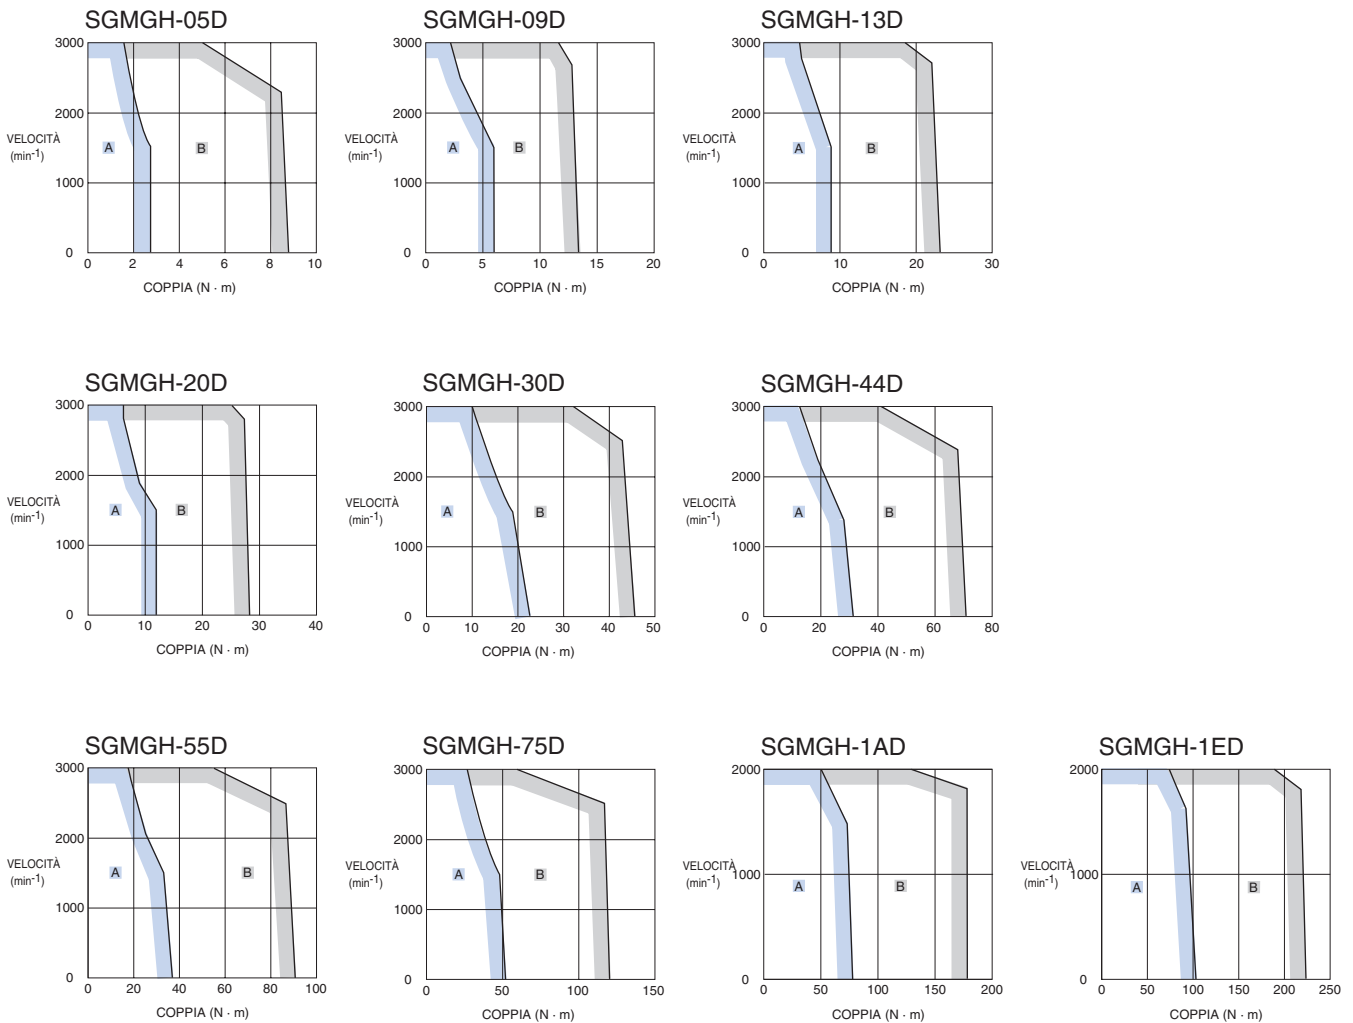 SGMGH-05D SGMGH-09D SGMGH-13D
3000 3000 3000
2000 2000 2000
VELOCITÀ VELOCITÀ VELOCITÀ
(min-1) A B (min-1) A B (min-1) A B
1000 1000 1000
0 0 0
0 2 4 6 8 10 0 5 10 15 20 0 10 20 30
COPPIA (N · m) COPPIA (N · m) COPPIA (N · m)
SGMGH-20D SGMGH-30D SGMGH-44D
3000 3000 3000
2000 2000 2000
VELOCITÀ VELOCITÀ VELOCITÀ
(min-1) A B (min-1) A B (min-1) A B
1000 1000 1000
0 0 0
0 10 20 30 40 0 10 20 30 40 50 0 20 40 60 80
COPPIA (N · m) COPPIA (N · m) COPPIA (N · m)
SGMGH-55D SGMGH-75D SGMGH-1AD SGMGH-1ED
3000 3000 2000 2000
2000 2000
VELOCITÀ VELOCITÀ VELOCITÀ VELOCITÀ
(min-1) A B (min-1) A B (min-1) 1000 A B (min-1) 1000 A B
1000 1000
0 0 0 0
0 20 40 60 80 100 0 50 100 150 0 50 100 150 200 0 50 100 150 200 250
COPPIA (N · m) COPPIA (N · m) COPPIA (N · m) COPPIA (N · m)